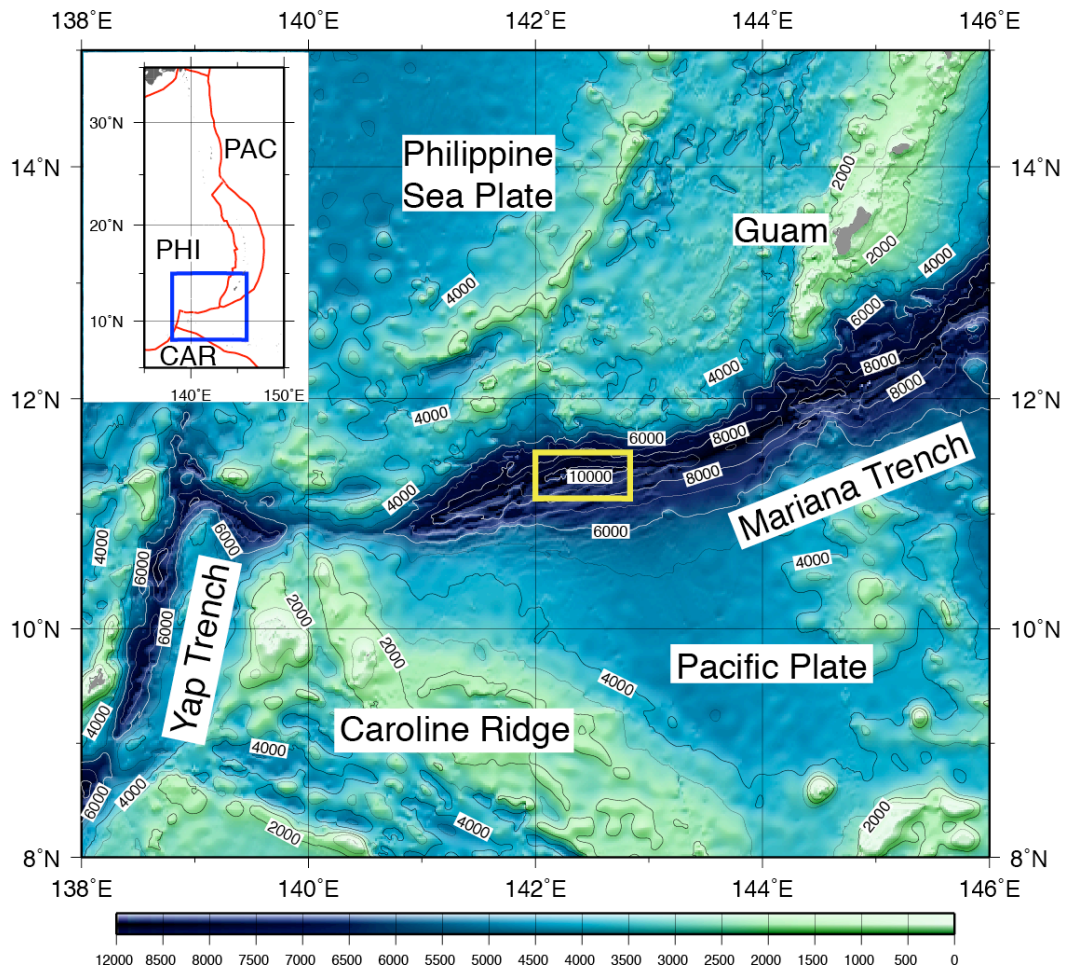 138˚E
140˚E
142˚E
144˚E
146˚E
30˚N
20˚N
10˚N
140˚E
150˚E
PAC
PHI
CAR
14˚N
12˚N
10˚N
8˚N
14˚N
12˚N
10˚N
8˚N
Philippine
Sea Plate
2000
Guam
2000
4000
4000
6000
4000
8000
8000
4000
6000
8000
10000
8000
4000
6000
Mariana Trench
4000
6000
6000
6000
4000
2000
2000
Yap Trench
Pacific Plate
4000
Caroline Ridge
4000
4000
4000
6000
2000
4000
2000
138˚E
140˚E
142˚E
144˚E
146˚E
12000 8500 8000 7500 7000 6500 6000 5500 5000 4500 4000 3500 3000 2500 2000 1500 1000 500 0